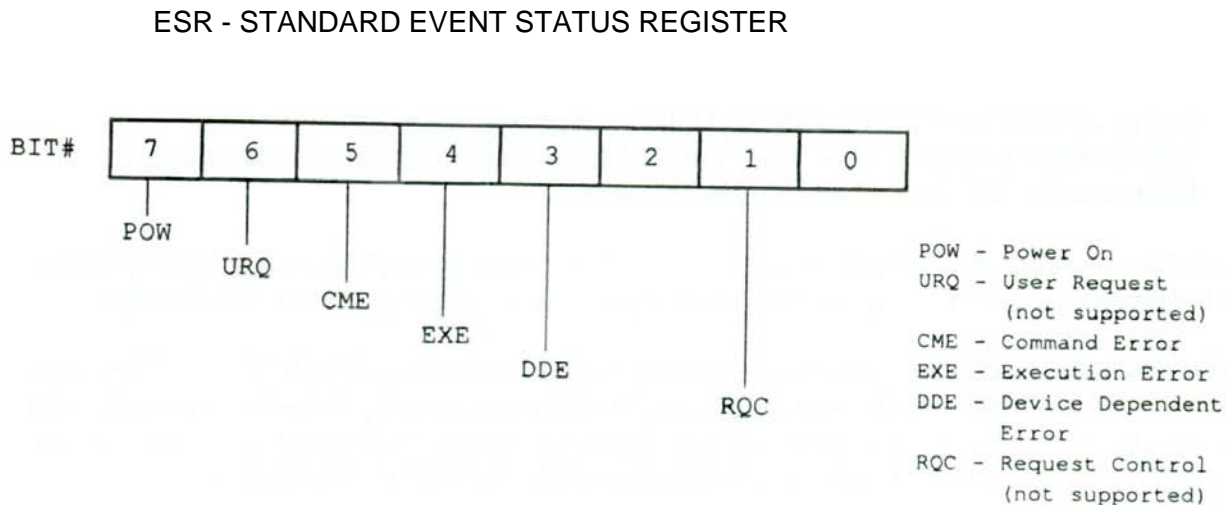 ESR - STANDARD EVENT STATUS REGISTER
BIT# 7 6 5 4 3 2 1 0
POW
URQ
CME
EXE
DDE
RQC
POW - Power On
URQ - User Request
(not supported)
CME - Command Error
EXE - Execution Error
DDE - Device Dependent
Error
RQC - Request Control
(not supported)